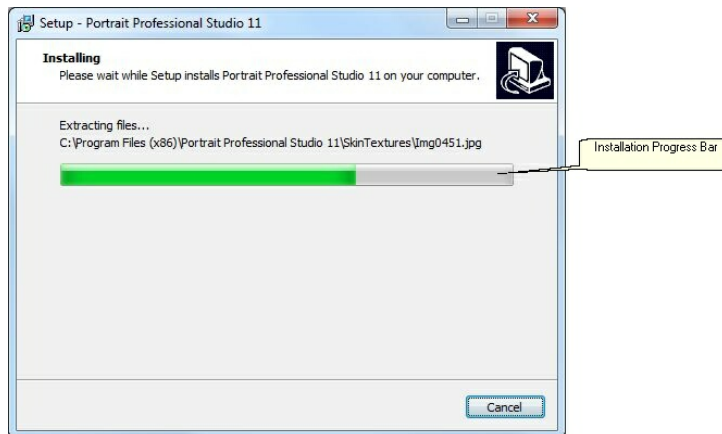 Setup - Portrait Professional Studio 11
Installing
Please wait while Setup installs Portrait Professional Studio 11 on your computer.
Extracting files...
C:\Program Files (x86)\Portrait Professional Studio 11\SkinTextures\Img0451.jpg
Installation Progress Bar
Cancel